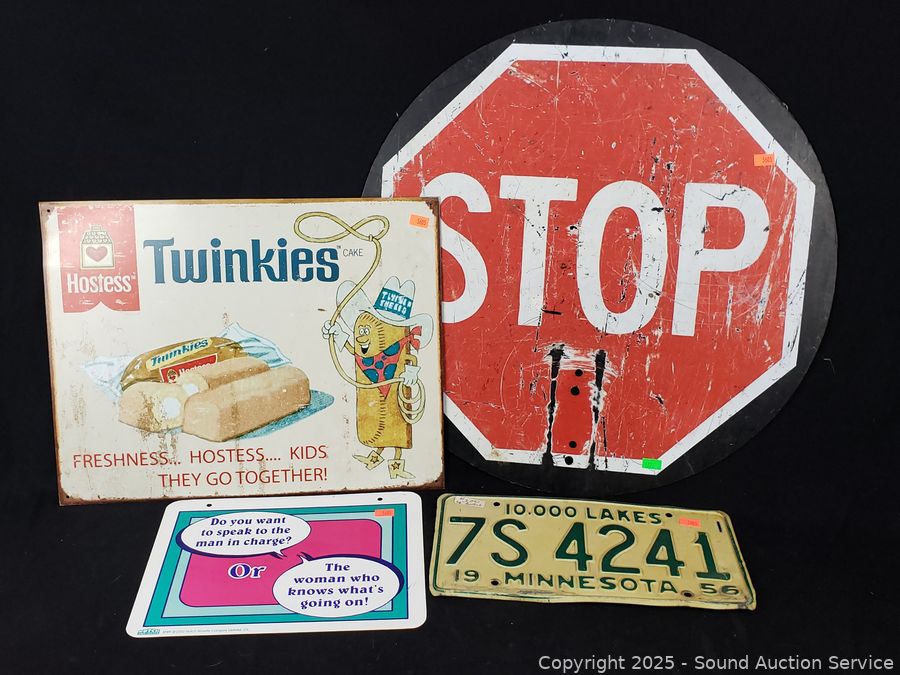 STOP
Hostess™
Twinkies™ CAKE
TWINKIE
THE KID
Twinkies
Hostess
FRESHNESS... HOSTESS.... KIDS
THEY GO TOGETHER!
Do you want
to speak to the
man in charge?
Or
The
woman who
knows what's
going on!
10.000 LAKES
7S 4241
19 MINNESOTA 56
Copyright 2025 - Sound Auction Service